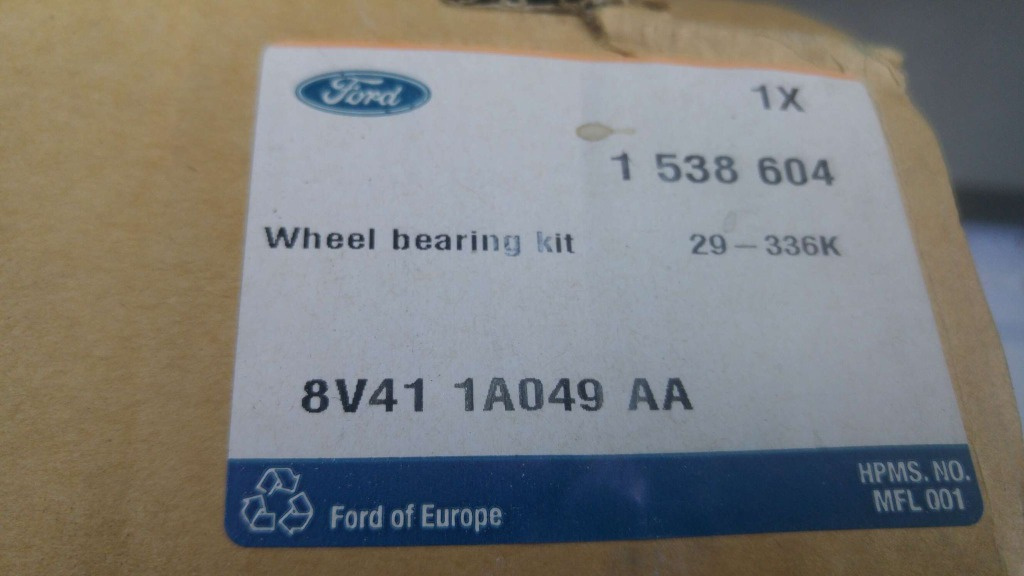 Ford
1X
1 538 604
Wheel bearing kit 29-336K
8V41 1A049 AA
Ford of Europe
HPMS. NO.
MFL 001